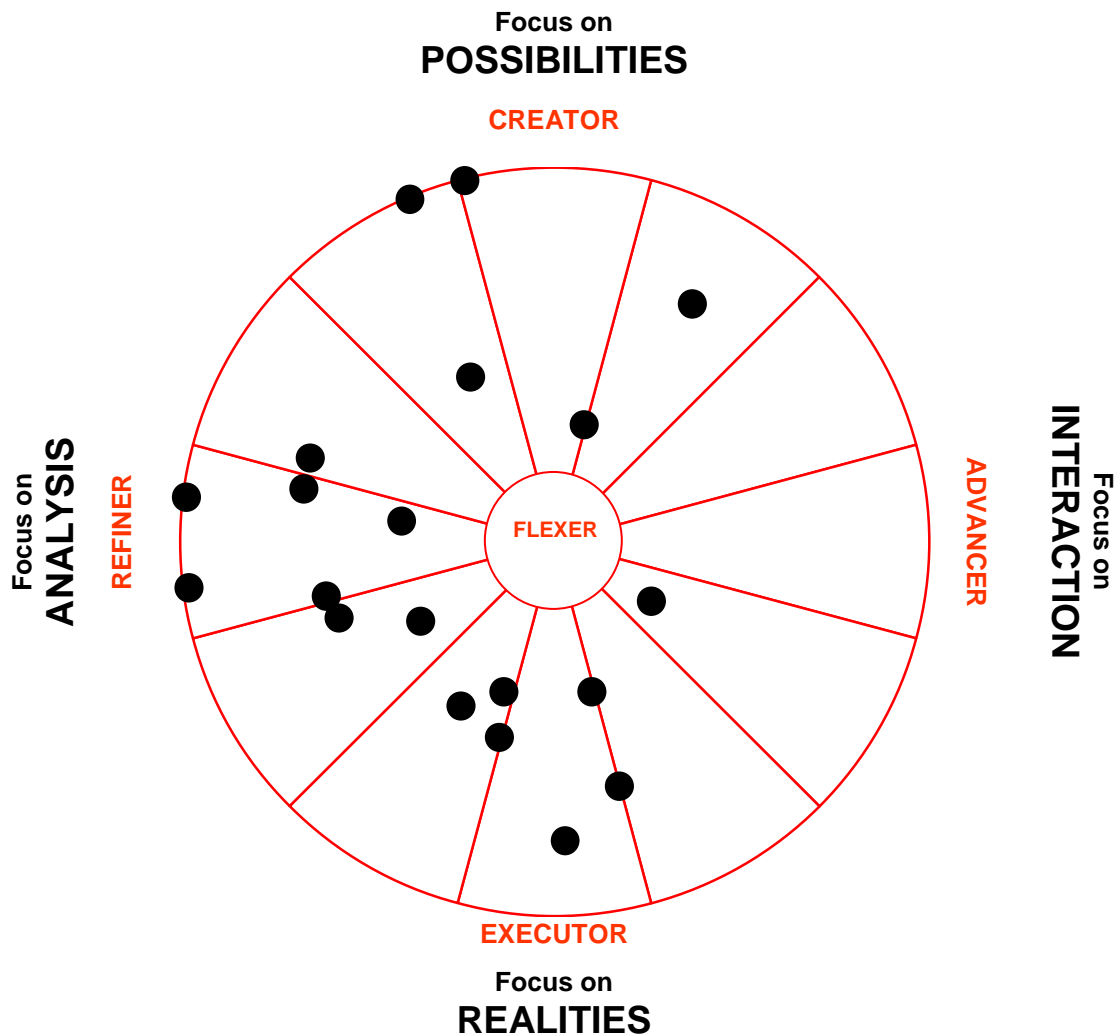 Focus on
POSSIBILITIES
CREATOR
Focus on
ANALYSIS
REFINER
FLEXER
ADVANCER
INTERACTION
Focus on
EXECUTOR
Focus on
REALITIES